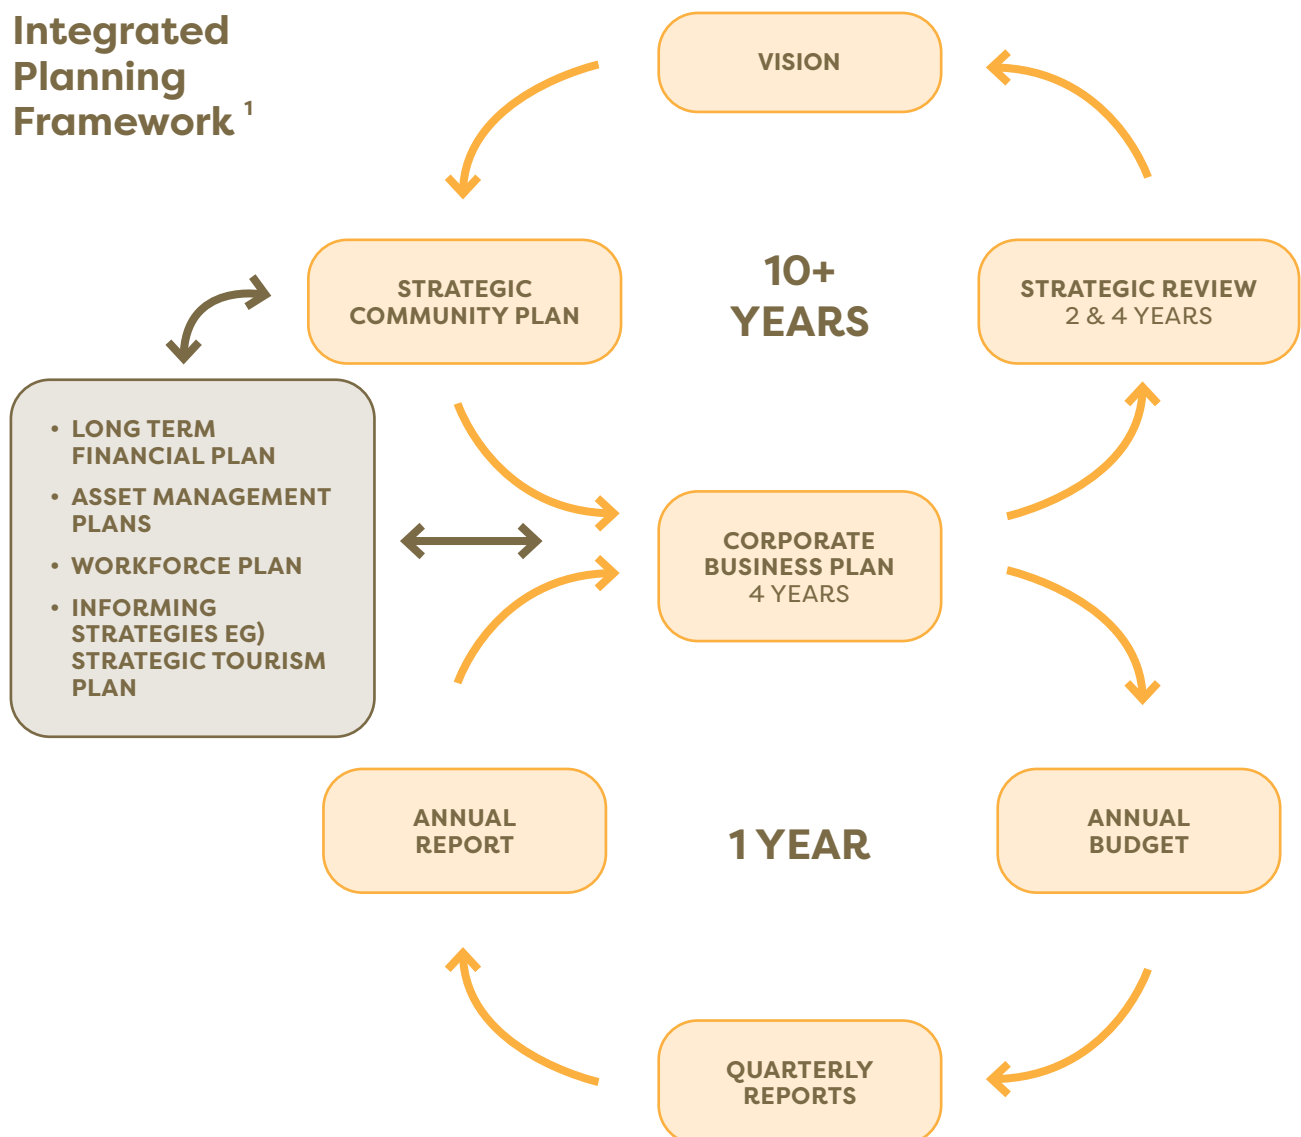 Integrated
Planning
Framework 1
VISION
STRATEGIC
COMMUNITY PLAN
10+
YEARS
STRATEGIC REVIEW
2 & 4 YEARS
• LONG TERM
FINANCIAL PLAN
• ASSET MANAGEMENT
PLANS
• WORKFORCE PLAN
• INFORMING
STRATEGIES EG)
STRATEGIC TOURISM
PLAN
CORPORATE
BUSINESS PLAN
4 YEARS
ANNUAL
REPORT
1 YEAR
ANNUAL
BUDGET
QUARTERLY
REPORTS